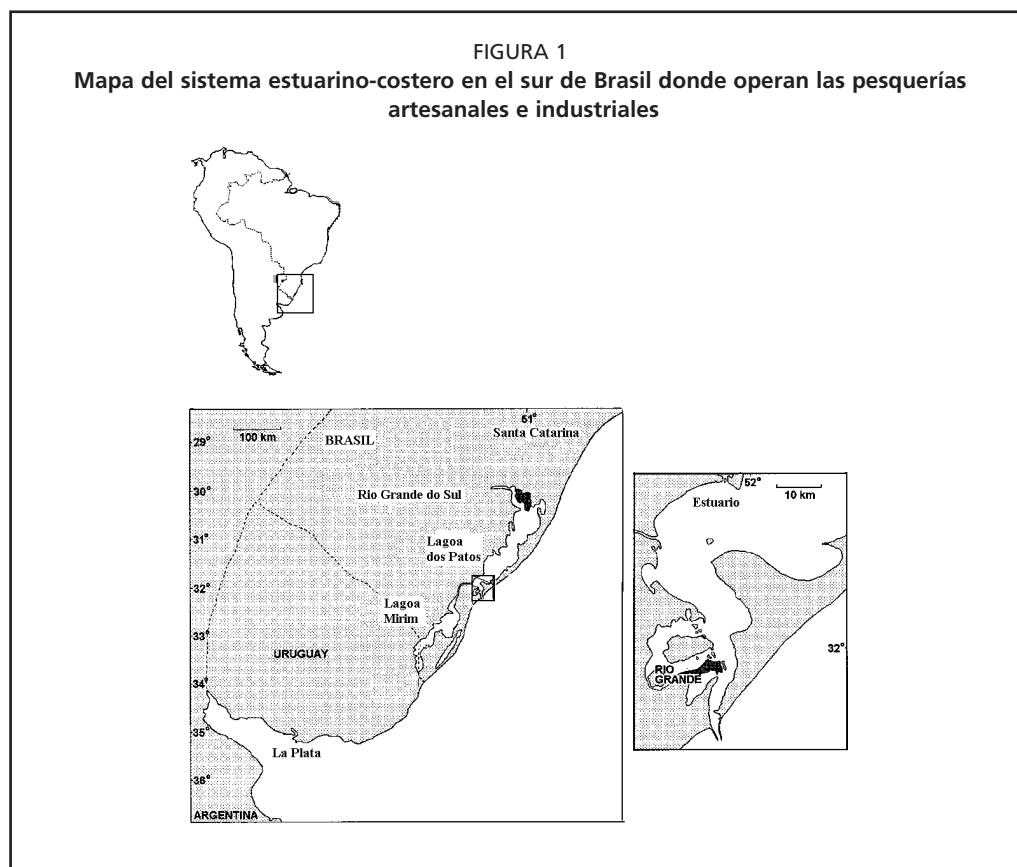 FIGURA 1
Mapa del sistema estuarino-costero en el sur de Brasil donde operan las pesquerías
artesanales e industriales
100 km
51°
Santa Catarina
BRASIL
29°
30°
Rio Grande do Sul
31°
Lagoa
dos Patos
32°
Lagoa
Mirim
33°
URUGUAY
34°
35°
La Plata
36°
ARGENTINA
52°
10 km
Estuario
32°
RIO
GRANDE